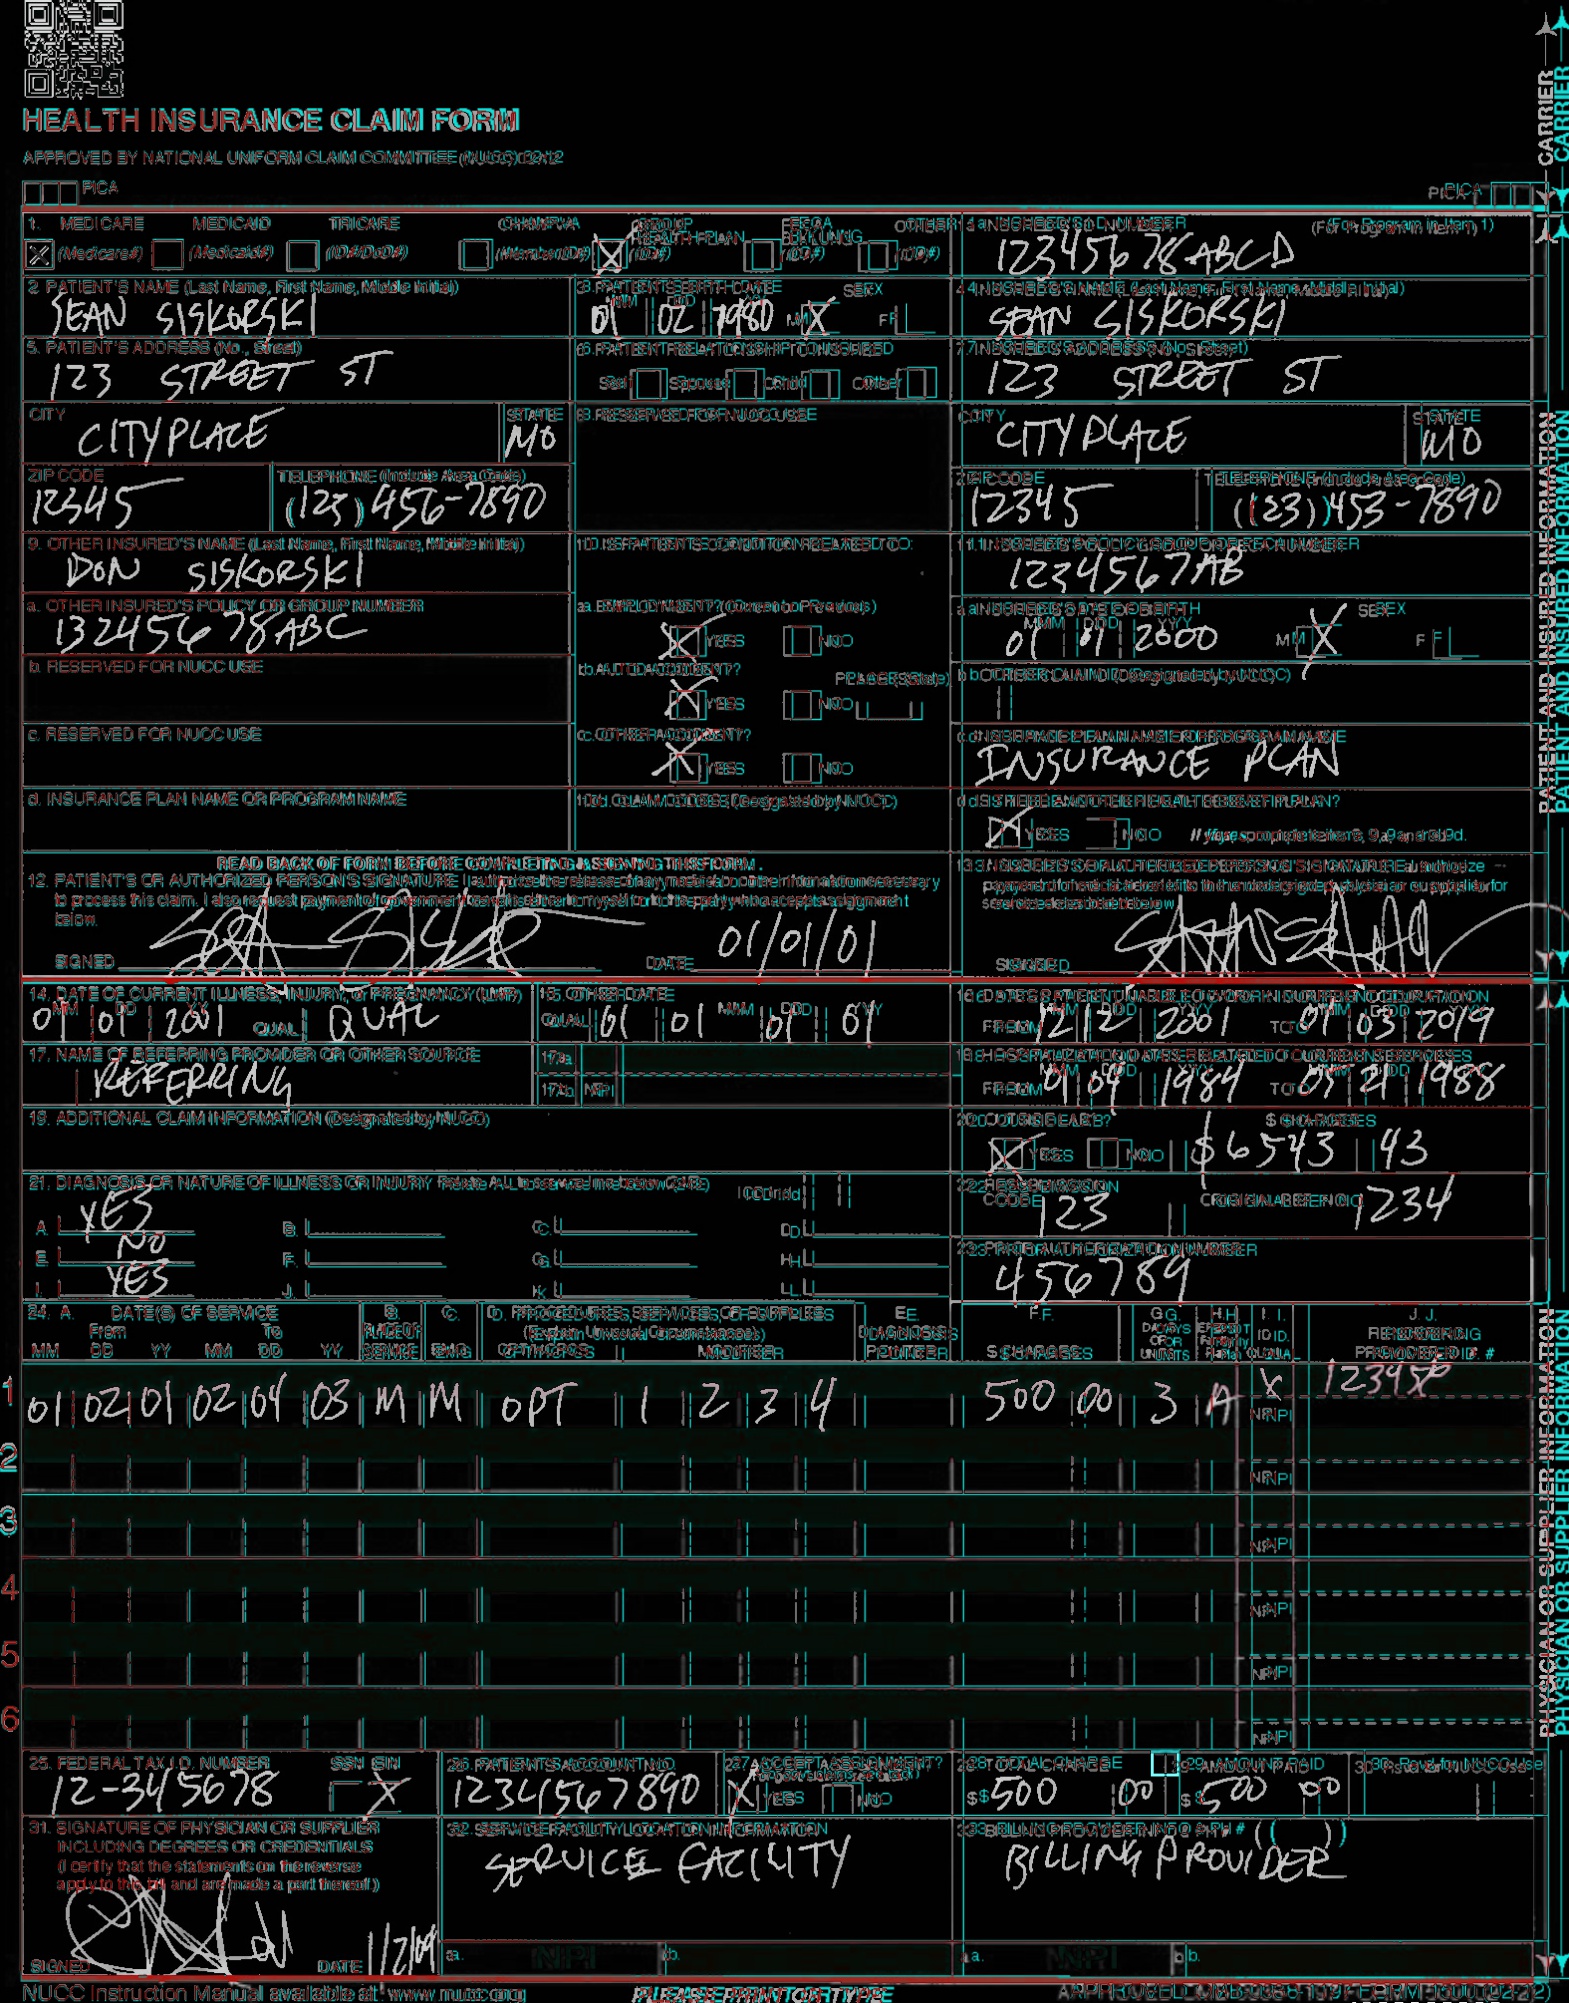 HEALTH INSURANCE CLAIM FORM
APPROVED BY NATIONAL UNIFORM CLAIM COMMITTEE (NUCC) 02/12
PICA PICA
CARRIER
1. MEDICARE MEDICAID TRICARE CHAMPVA GROUP HEALTH PLAN FECA BLK LUNG OTHER
(Medicare#) (Medicaid#) (ID#/DoD#) (Member ID#) (ID#) (ID#) (ID#)
1a. INSURED'S I.D. NUMBER (For Program in Item 1)
12345678ABCD
2. PATIENT'S NAME (Last Name, First Name, Middle Initial)
SEAN SISKORSKI
3. PATIENT'S BIRTH DATE SEX
MM DD YY
01 02 1980 M X F
4. INSURED'S NAME (Last Name, First Name, Middle Initial)
SEAN SISKORSKI
5. PATIENT'S ADDRESS (No., Street)
123 STREET ST
6. PATIENT RELATIONSHIP TO INSURED
Self Spouse Child Other
7. INSURED'S ADDRESS (No., Street)
123 STREET ST
CITY STATE
CITYPLACE MO
8. RESERVED FOR NUCC USE
CITY STATE
CITYPLACE MO
ZIP CODE TELEPHONE (Include Area Code)
12345 (123) 456-7890
ZIP CODE TELEPHONE (Include Area Code)
12345 (123) 453-7890
9. OTHER INSURED'S NAME (Last Name, First Name, Middle Initial)
DON SISKORSKI
10. IS PATIENT'S CONDITION RELATED TO:
11. INSURED'S POLICY GROUP OR FECA NUMBER
1234567AB
a. OTHER INSURED'S POLICY OR GROUP NUMBER
13245678ABC
a. EMPLOYMENT? (Current or Previous)
X YES NO
a. INSURED'S DATE OF BIRTH SEX
MM DD YY
01 01 2000 M X F
b. RESERVED FOR NUCC USE
b. AUTO ACCIDENT? PLACE (State)
X YES NO
b. OTHER CLAIM ID (Designated by NUCC)
c. RESERVED FOR NUCC USE
c. OTHER ACCIDENT?
X YES NO
c. INSURANCE PLAN NAME OR PROGRAM NAME
INSURANCE PLAN
d. INSURANCE PLAN NAME OR PROGRAM NAME
10d. CLAIM CODES (Designated by NUCC)
d. IS THERE ANOTHER HEALTH BENEFIT PLAN?
X YES NO If yes, complete items 9, 9a and 9d.
READ BACK OF FORM BEFORE COMPLETING & SIGNING THIS FORM.
12. PATIENT'S OR AUTHORIZED PERSON'S SIGNATURE I authorize the release of any medical or other information necessary
to process this claim. I also request payment of government benefits either to myself or to the party who accepts assignment
below.
SIGNED DATE 01/01/01
13. INSURED'S OR AUTHORIZED PERSON'S SIGNATURE I authorize
payment of medical benefits to the undersigned physician or supplier for
services described below.
SIGNED
PATIENT AND INSURED INFORMATION
14. DATE OF CURRENT ILLNESS, INJURY, or PREGNANCY (LMP)
MM DD YY
01 01 2001 QUAL. QUAL
15. OTHER DATE
MM DD YY
QUAL. 01 01 01 01
16. DATES PATIENT UNABLE TO WORK IN CURRENT OCCUPATION
FROM 12 12 2001 TO 01 03 2019
17. NAME OF REFERRING PROVIDER OR OTHER SOURCE
REFERRING
17a.
17b. NPI
18. HOSPITALIZATION DATES RELATED TO CURRENT SERVICES
FROM 01 04 1984 TO 05 21 1988
19. ADDITIONAL CLAIM INFORMATION (Designated by NUCC)
20. OUTSIDE LAB? $ CHARGES
X YES NO $6543 43
21. DIAGNOSIS OR NATURE OF ILLNESS OR INJURY Relate A-L to service line below (24E) ICD Ind.
A. YES B. C. D.
E. NO F. G. H.
I. YES J. K. L.
22. RESUBMISSION CODE ORIGINAL REF. NO.
123 1234
23. PRIOR AUTHORIZATION NUMBER
456789
24. A. DATE(S) OF SERVICE B. C. D. PROCEDURES, SERVICES, OR SUPPLIES E. F. G. H. I. J.
From To PLACE OF SERVICE EMG (Explain Unusual Circumstances) DIAGNOSIS POINTER $ CHARGES DAYS OR UNITS EPSDT Family Plan ID. QUAL. RENDERING PROVIDER ID. #
MM DD YY MM DD YY CPT/HCPCS MODIFIER
1 01 02 01 02 04 03 M M OPT 1 2 3 4 500 00 3 A X
NPI
2 NPI
3 NPI
4 NPI
5 NPI
6 NPI
PHYSICIAN OR SUPPLIER INFORMATION
25. FEDERAL TAX I.D. NUMBER SSN EIN
12-345678 X
26. PATIENT'S ACCOUNT NO.
1234567890
27. ACCEPT ASSIGNMENT?
X YES NO
28. TOTAL CHARGE
$ 500 00
29. AMOUNT PAID
$ 500 00
30. Rsvd for NUCC Use
31. SIGNATURE OF PHYSICIAN OR SUPPLIER
INCLUDING DEGREES OR CREDENTIALS
(I certify that the statements on the reverse
apply to this bill and are made a part thereof.)
SIGNED DATE 1/2/09
32. SERVICE FACILITY LOCATION INFORMATION
SERVICE FACILITY
a. NPI b.
33. BILLING PROVIDER INFO & PH # ( )
BILLING PROVIDER
a. NPI b.
NUCC Instruction Manual available at: www.nucc.org
PLEASE PRINT OR TYPE
APPROVED OMB-0938-1197 FORM 1500 (02-12)